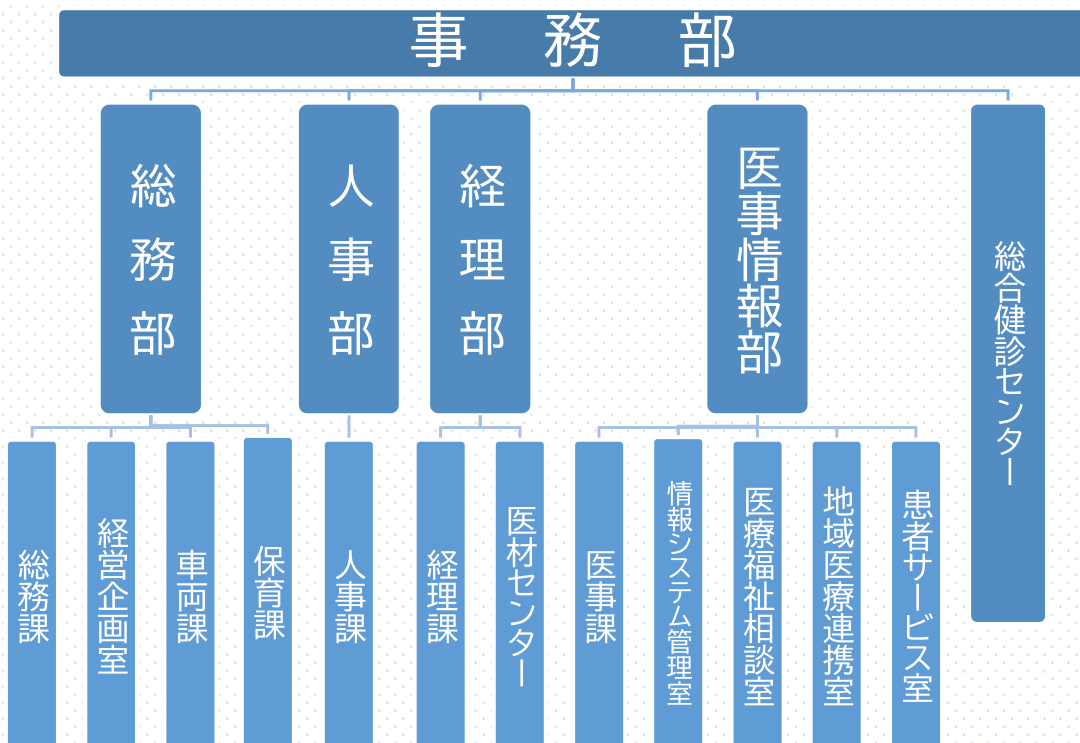 事務部
総務部
人事部
経理部
医事情報部
総合健診センター
総務課
経営企画室
車両課
保育課
人事課
経理課
医材センター
医事課
情報システム管理室
医療福祉相談室
地域医療連携室
患者サービス室